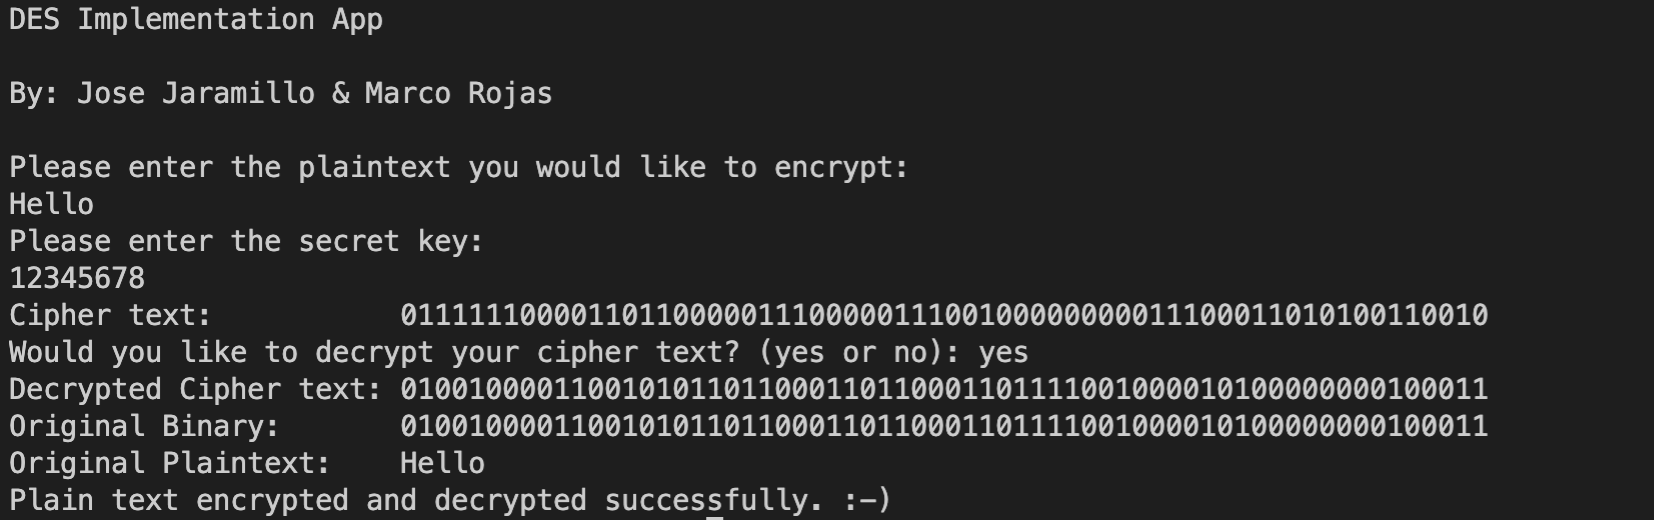 DES Implementation App
By: Jose Jaramillo & Marco Rojas
Please enter the plaintext you would like to encrypt:
Hello
Please enter the secret key:
12345678
Cipher text: 0111111100001101100000111000001110010000000011100011010100110010
Would you like to decrypt your cipher text? (yes or no): yes
Decrypted Cipher text: 0100100001100101011011000110110001101111001000010100000000100011
Original Binary: 0100100001100101011011000110110001101111001000010100000000100011
Original Plaintext: Hello
Plain text encrypted and decrypted successfully. :-)